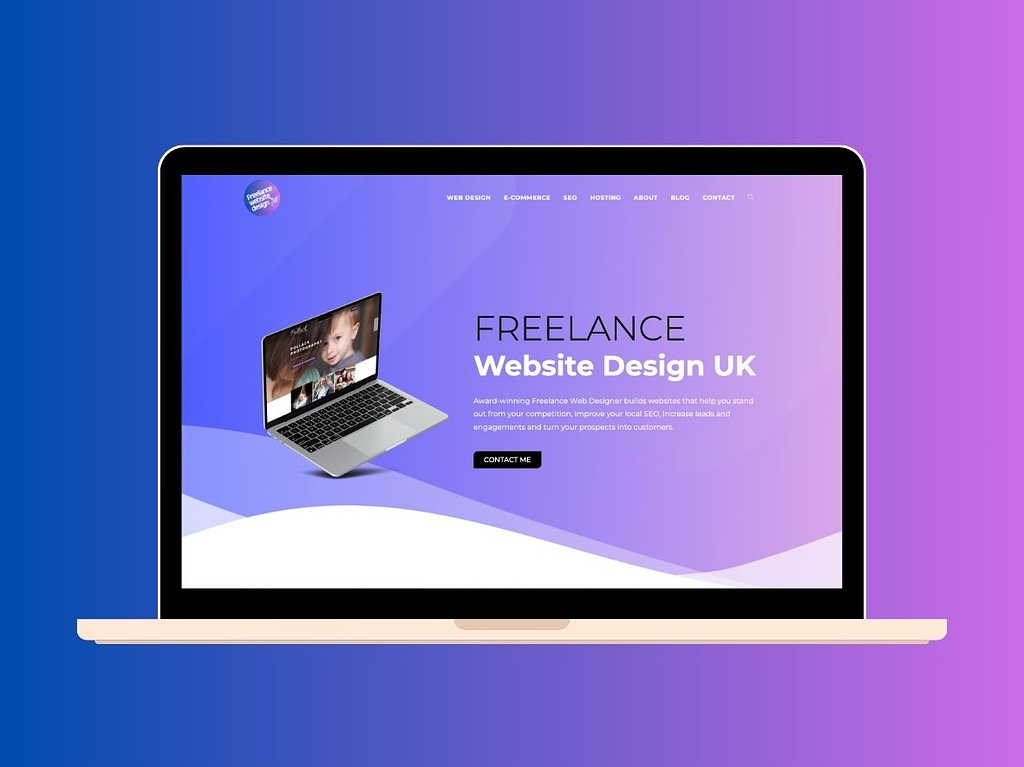 Freelance
website
design
WEB DESIGN E-COMMERCE SEO HOSTING ABOUT BLOG CONTACT
POLLACK
PHOTOGRAPHY
FREELANCE
Website Design UK
Award-winning Freelance Web Designer builds websites that help you stand
out from your competition, improve your local SEO, increase leads and
engagements and turn your prospects into customers.
CONTACT ME